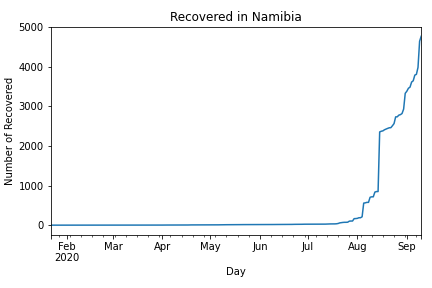 Recovered in Namibia
Number of Recovered
5000
4000
3000
2000
1000
0
Feb Mar Apr May Jun Jul Aug Sep
2020
Day